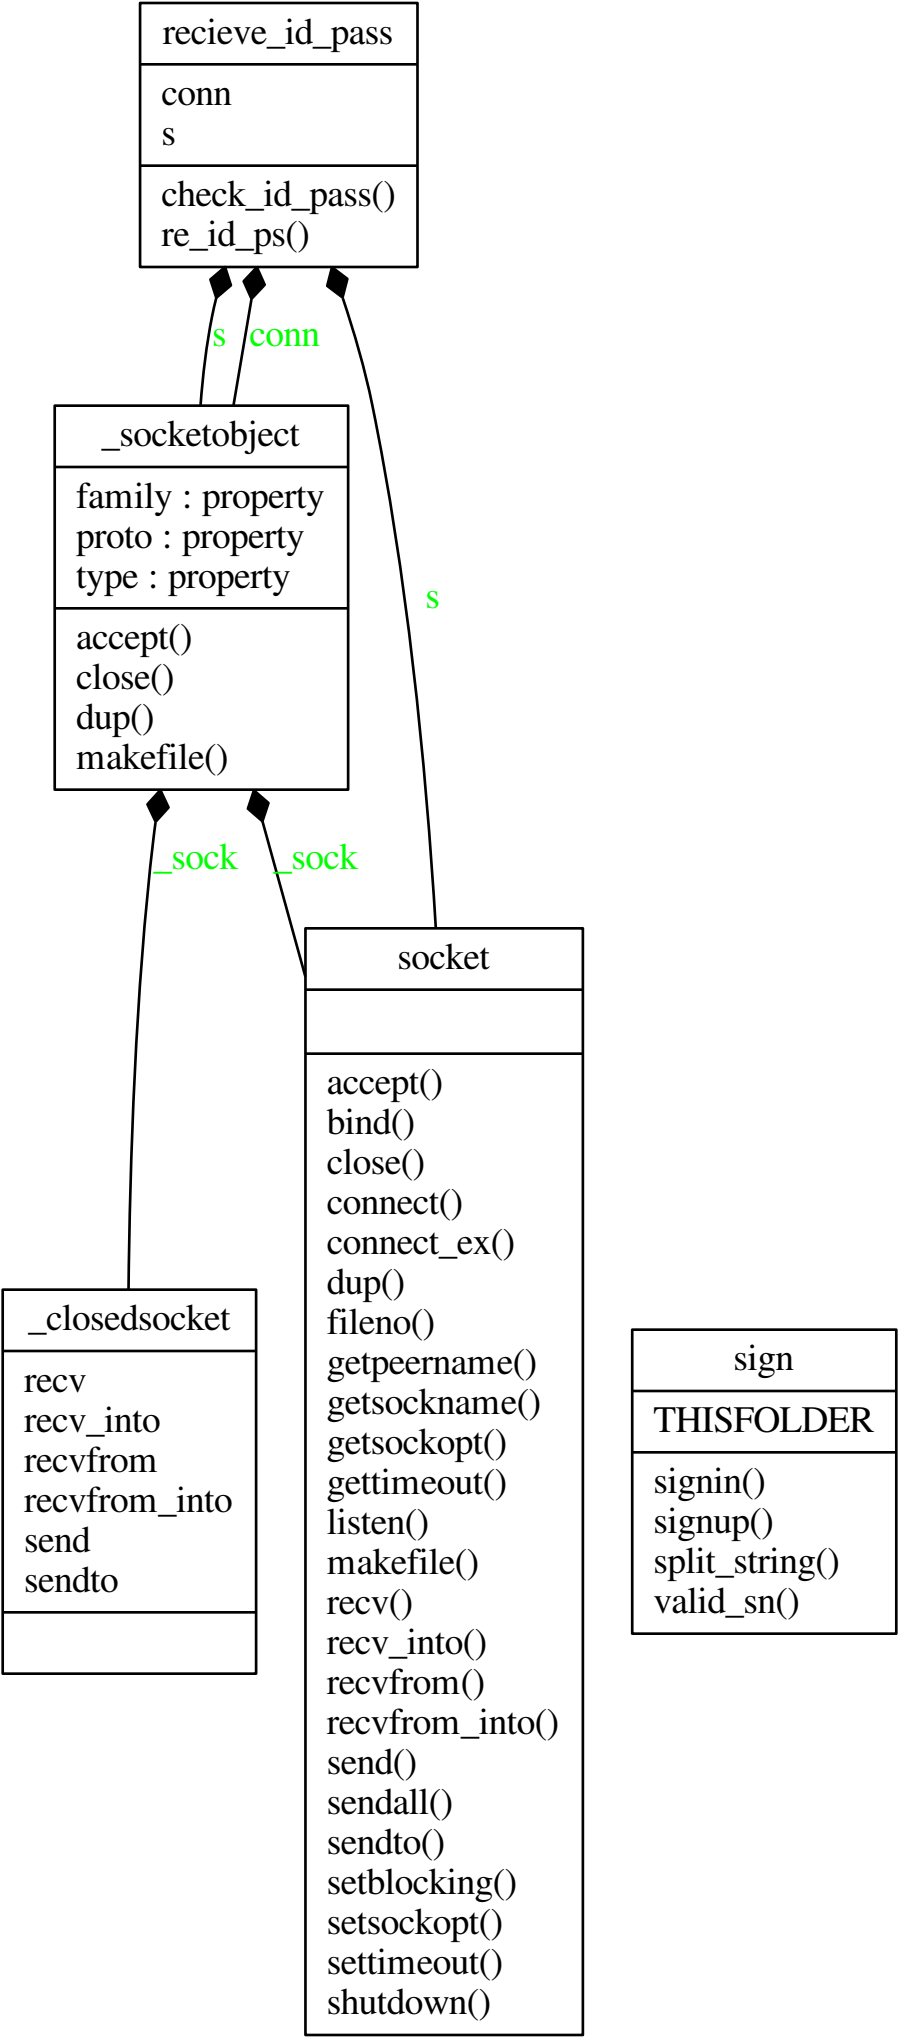 recieve_id_pass
conn
s
check_id_pass()
re_id_ps()
s
conn
_socketobject
family : property
proto : property
type : property
accept()
close()
dup()
makefile()
s
_sock
_sock
socket
accept()
bind()
close()
connect()
connect_ex()
dup()
fileno()
getpeername()
getsockname()
getsockopt()
gettimeout()
listen()
makefile()
recv()
recv_into()
recvfrom()
recvfrom_into()
send()
sendall()
sendto()
setblocking()
setsockopt()
settimeout()
shutdown()
_closedsocket
recv
recv_into
recvfrom
recvfrom_into
send
sendto
sign
THISFOLDER
signin()
signup()
split_string()
valid_sn()